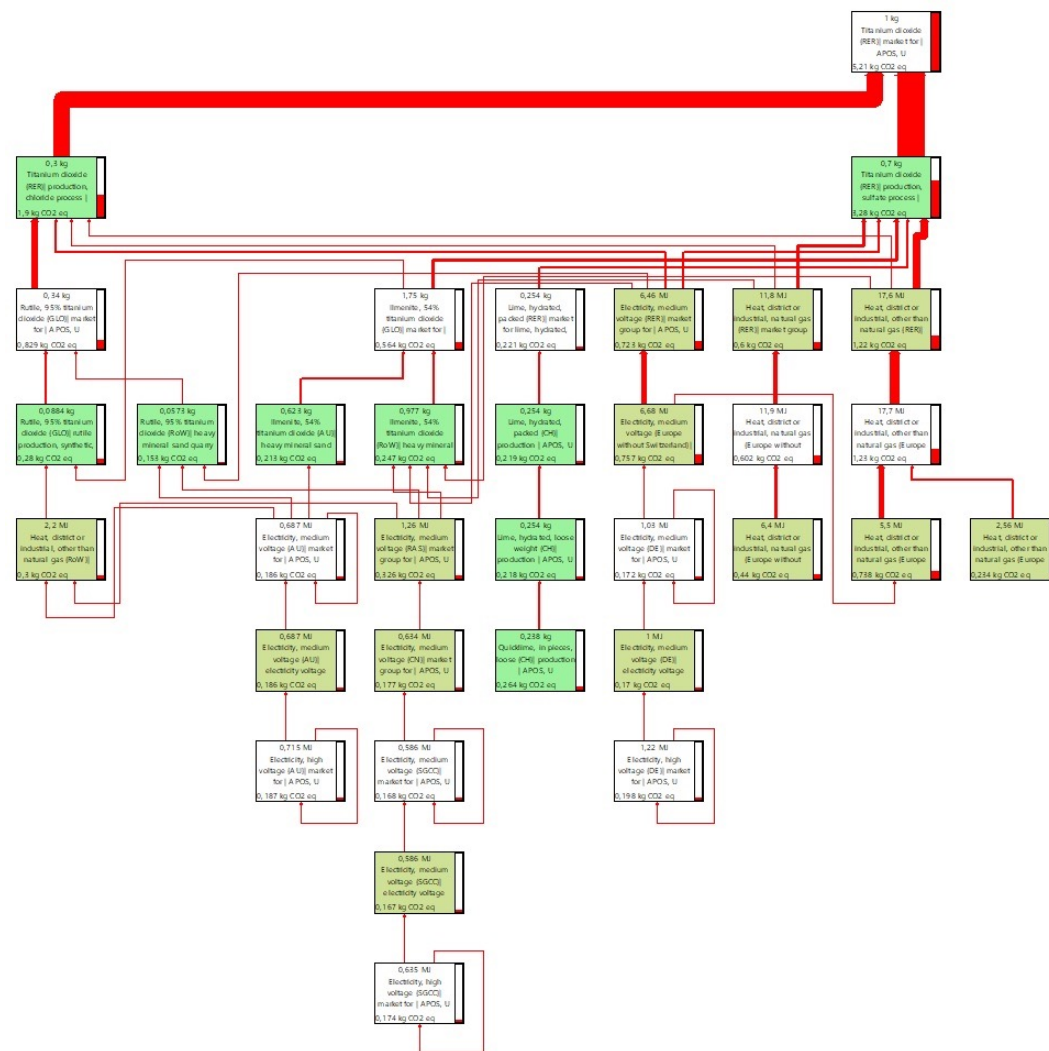 1 kg
Titanium dioxide
(RER)| market for |
APOS, U
5,21 kg CO2 eq
0,3 kg
Titanium dioxide
(RER)| production,
chloride process |
1,9 kg CO2 eq
0,7 kg
Titanium dioxide
(RER)| production,
sulfate process |
3,28 kg CO2 eq
0,34 kg
Rutile, 95% titanium
dioxide (GLO)| market
for | APOS, U
0,829 kg CO2 eq
1,75 kg
Ilmenite, 54%
titanium dioxide
(GLO)| market for |
0,564 kg CO2 eq
0,254 kg
Lime, hydrated,
packed (RER)| market
for lime, hydrated,
0,221 kg CO2 eq
6,46 MJ
Electricity, medium
voltage (RER)| market
group for | APOS, U
0,723 kg CO2 eq
11,8 MJ
Heat, district or
industrial, natural gas
(RER)| market group
0,6 kg CO2 eq
17,6 MJ
Heat, district or
industrial, other than
natural gas (RER)|
1,22 kg CO2 eq
0,0884 kg
Rutile, 95% titanium
dioxide (GLO)| rutile
production, synthetic,
0,28 kg CO2 eq
0,0573 kg
Rutile, 95% titanium
dioxide (RoW)| heavy
mineral sand quarry
0,153 kg CO2 eq
0,623 kg
Ilmenite, 54%
titanium dioxide (AU)|
heavy mineral sand
0,213 kg CO2 eq
0,977 kg
Ilmenite, 54%
titanium dioxide
(RoW)| heavy mineral
0,247 kg CO2 eq
0,254 kg
Lime, hydrated,
packed (CH)|
production | APOS, U
0,219 kg CO2 eq
6,68 MJ
Electricity, medium
voltage (Europe
without Switzerland)|
0,757 kg CO2 eq
11,9 MJ
Heat, district or
industrial, natural gas
(Europe without
0,602 kg CO2 eq
17,7 MJ
Heat, district or
industrial, other than
natural gas (Europe
1,23 kg CO2 eq
2,2 MJ
Heat, district or
industrial, other than
natural gas (RoW)|
0,3 kg CO2 eq
0,687 MJ
Electricity, medium
voltage (AU)| market
for | APOS, U
0,186 kg CO2 eq
1,26 MJ
Electricity, medium
voltage (RAS)| market
group for | APOS, U
0,326 kg CO2 eq
0,254 kg
Lime, hydrated, loose
weight (CH)|
production | APOS, U
0,218 kg CO2 eq
1,03 MJ
Electricity, medium
voltage (DE)| market
for | APOS, U
0,172 kg CO2 eq
6,4 MJ
Heat, district or
industrial, natural gas
(Europe without
0,44 kg CO2 eq
5,5 MJ
Heat, district or
industrial, other than
natural gas (Europe
0,738 kg CO2 eq
2,56 MJ
Heat, district or
industrial, other than
natural gas (Europe
0,234 kg CO2 eq
0,687 MJ
Electricity, medium
voltage (AU)|
electricity voltage
0,186 kg CO2 eq
0,634 MJ
Electricity, medium
voltage (CN)| market
group for | APOS, U
0,177 kg CO2 eq
0,238 kg
Quicklime, in pieces,
loose (CH)| production
| APOS, U
0,264 kg CO2 eq
1 MJ
Electricity, medium
voltage (DE)|
electricity voltage
0,17 kg CO2 eq
0,715 MJ
Electricity, high
voltage (AU)| market
for | APOS, U
0,187 kg CO2 eq
0,586 MJ
Electricity, medium
voltage (SGCC)|
market for | APOS, U
0,168 kg CO2 eq
1,22 MJ
Electricity, high
voltage (DE)| market
for | APOS, U
0,198 kg CO2 eq
0,586 MJ
Electricity, medium
voltage (SGCC)|
electricity voltage
0,167 kg CO2 eq
0,635 MJ
Electricity, high
voltage (SGCC)|
market for | APOS, U
0,174 kg CO2 eq